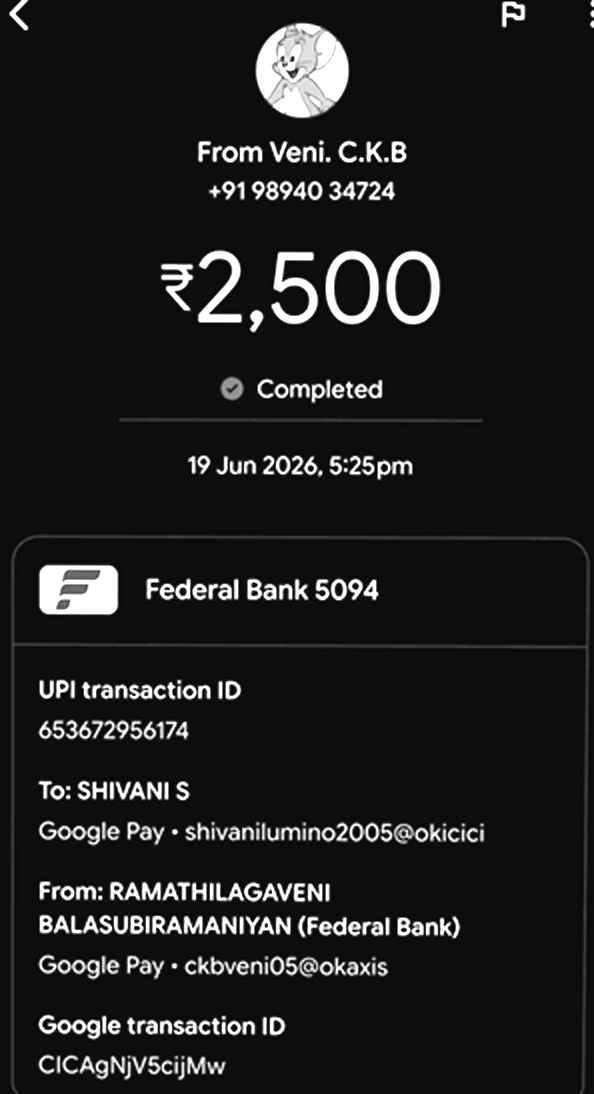 From Veni. C.K.B
+91 98940 34724
₹2,500
Completed
19 Jun 2026, 5:25pm
Federal Bank 5094
UPI transaction ID
653672956174
To: SHIVANI S
Google Pay • shivanilumino2005@okicici
From: RAMATHILAGAVENI
BALASUBIRAMANIYAN (Federal Bank)
Google Pay • ckbveni05@okaxis
Google transaction ID
CICAgNjV5cijMw